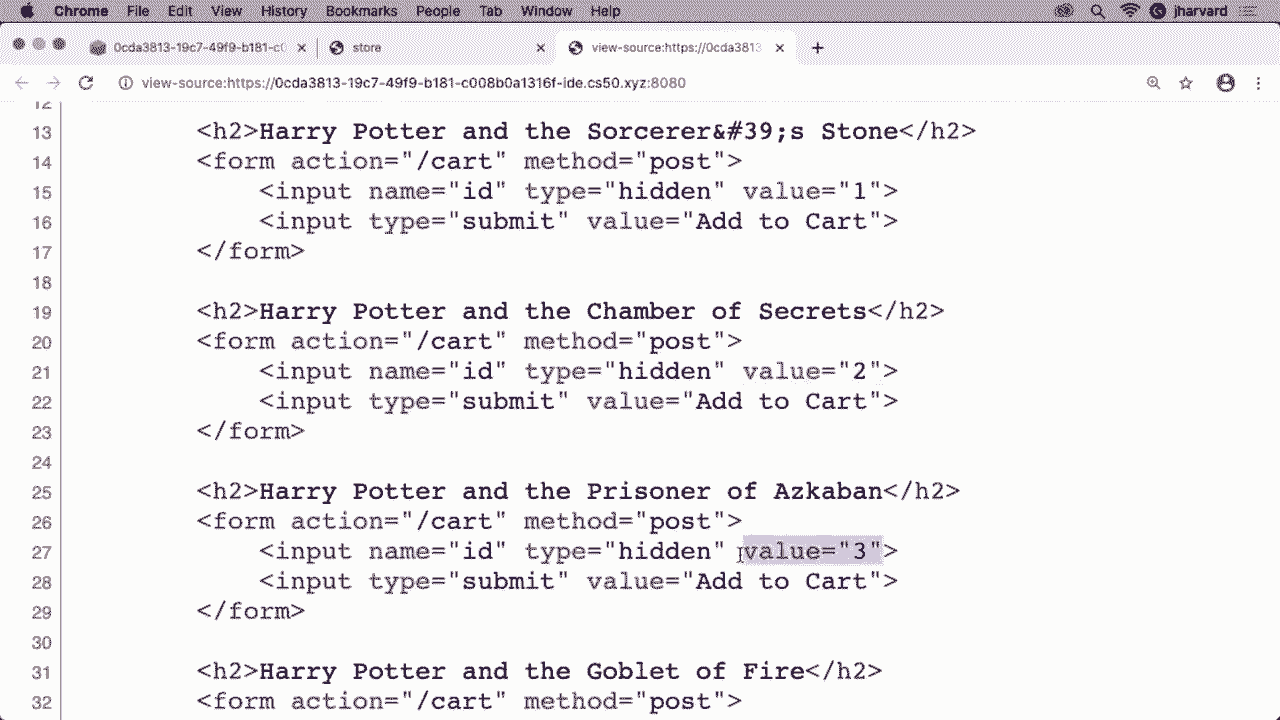 Chrome File Edit View History Bookmarks People Tab Window Help jharvard
0cda3813-19c7-49f9-b181-c0 store view-source:https://0cda3813
view-source:https://0cda3813-19c7-49f9-b181-c008b0a1316f-ide.cs50.xyz:8080
12
13 <h2>Harry Potter and the Sorcerer&#39;s Stone</h2>
14 <form action="/cart" method="post">
15 <input name="id" type="hidden" value="1">
16 <input type="submit" value="Add to Cart">
17 </form>
18
19 <h2>Harry Potter and the Chamber of Secrets</h2>
20 <form action="/cart" method="post">
21 <input name="id" type="hidden" value="2">
22 <input type="submit" value="Add to Cart">
23 </form>
24
25 <h2>Harry Potter and the Prisoner of Azkaban</h2>
26 <form action="/cart" method="post">
27 <input name="id" type="hidden" value="3">
28 <input type="submit" value="Add to Cart">
29 </form>
30
31 <h2>Harry Potter and the Goblet of Fire</h2>
32 <form action="/cart" method="post">